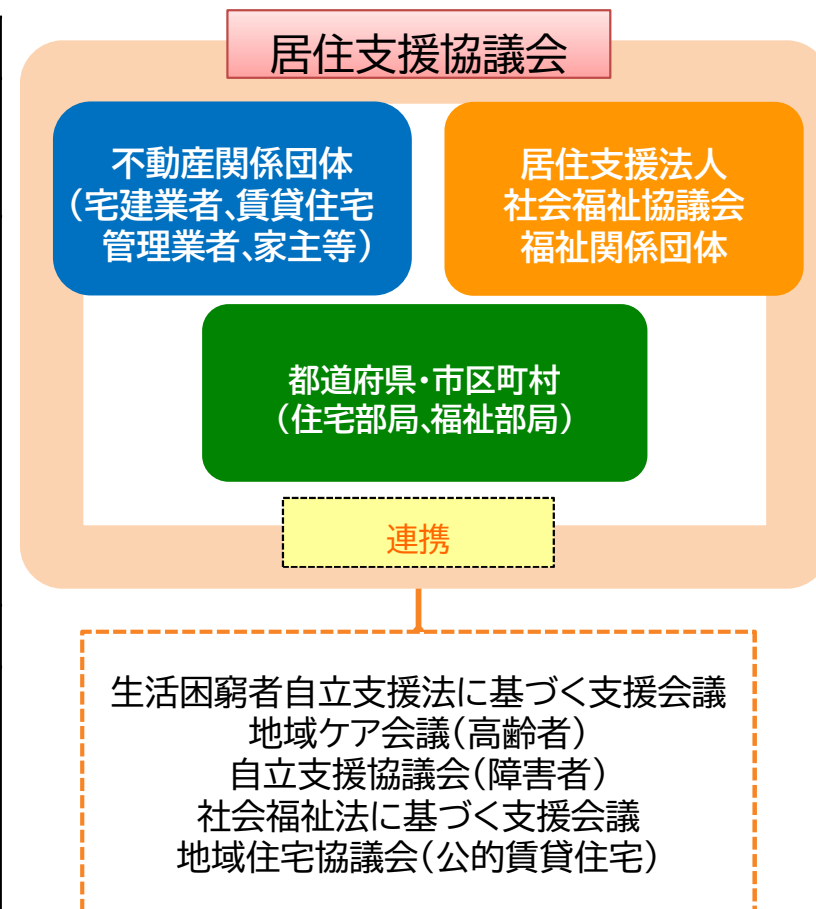 居住支援協議会
不動産関係団体
(宅建業者、賃貸住宅
管理業者、家主等)
居住支援法人
社会福祉協議会
福祉関係団体
都道府県・市区町村
(住宅部局、福祉部局)
連携
生活困窮者自立支援法に基づく支援会議
地域ケア会議(高齢者)
自立支援協議会(障害者)
社会福祉法に基づく支援会議
地域住宅協議会(公的賃貸住宅)